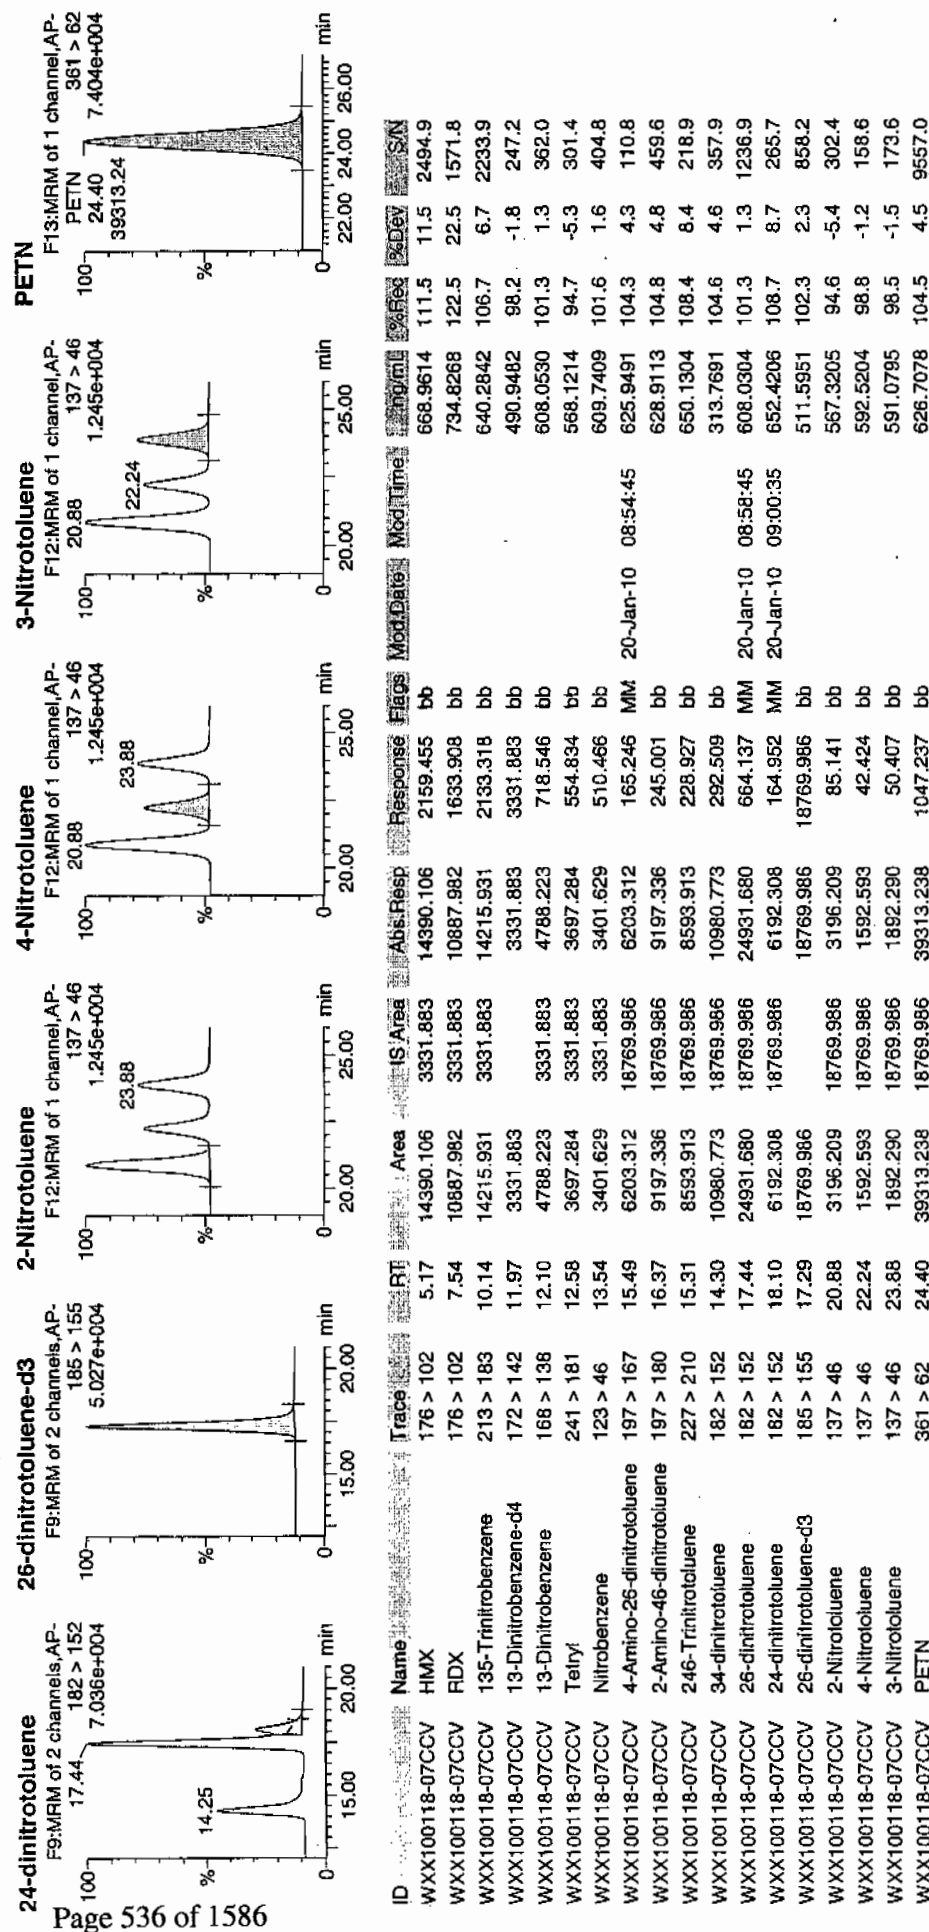 24-dinitrotoluene
F9:MRM of 2 channels,AP-
182 > 152
7.036e+004
100
17.44
14.25
%
0
15.00
20.00
min
26-dinitrotoluene-d3
F9:MRM of 2 channels,AP-
185 > 155
5.027e+004
100
%
0
15.00
20.00
min
2-Nitrotoluene
F12:MRM of 1 channel,AP-
137 > 46
1.245e+004
100
23.88
%
0
20.00
25.00
min
4-Nitrotoluene
F12:MRM of 1 channel,AP-
137 > 46
1.245e+004
100
20.88
23.88
%
0
20.00
25.00
min
3-Nitrotoluene
F12:MRM of 1 channel,AP-
137 > 46
1.245e+004
100
20.88
22.24
%
0
20.00
25.00
min
PETN
F13:MRM of 1 channel,AP-
361 > 62
7.404e+004
100
PETN
24.40
39313.24
%
0
22.00
24.00
26.00
min
ID Name Trace RT Area IS Area Abs.Resp Response Flags Mod.Date Mod.Time ng/mL %Rec %Dev S/N
WXX100118-07CCV HMX 176 > 102 5.17 14390.106 3331.883 14390.106 2159.455 bb 668.9614 111.5 11.5 2494.9
WXX100118-07CCV RDX 176 > 102 7.54 10887.982 3331.883 10887.982 1633.908 bb 734.8268 122.5 22.5 1571.8
WXX100118-07CCV 135-Trinitrobenzene 213 > 183 10.14 14215.931 3331.883 14215.931 2133.318 bb 640.2842 106.7 6.7 2233.9
WXX100118-07CCV 13-Dinitrobenzene-d4 172 > 142 11.97 3331.883 3331.883 3331.883 bb 490.9482 98.2 -1.8 247.2
WXX100118-07CCV 13-Dinitrobenzene 168 > 138 12.10 4788.223 3331.883 4788.223 718.546 bb 608.0530 101.3 1.3 362.0
WXX100118-07CCV Tetryl 241 > 181 12.58 3697.284 3331.883 3697.284 554.834 bb 568.1214 94.7 -5.3 301.4
WXX100118-07CCV Nitrobenzene 123 > 46 13.54 3401.629 3331.883 3401.629 510.466 bb 609.7409 101.6 1.6 404.8
WXX100118-07CCV 4-Amino-26-dinitrotoluene 197 > 167 15.49 6203.312 18769.986 6203.312 165.246 MM 20-Jan-10 08:54:45 625.9491 104.3 4.3 110.8
WXX100118-07CCV 2-Amino-46-dinitrotoluene 197 > 180 16.37 9197.336 18769.986 9197.336 245.001 bb 628.9113 104.8 4.8 459.6
WXX100118-07CCV 246-Trinitrotoluene 227 > 210 15.31 8593.913 18769.986 8593.913 228.927 bb 650.1304 108.4 8.4 218.9
WXX100118-07CCV 34-dinitrotoluene 182 > 152 14.30 10980.773 18769.986 10980.773 292.509 bb 313.7691 104.6 4.6 357.9
WXX100118-07CCV 26-dinitrotoluene 182 > 152 17.44 24931.680 18769.986 24931.680 664.137 MM 20-Jan-10 08:58:45 608.0304 101.3 1.3 1236.9
WXX100118-07CCV 24-dinitrotoluene 182 > 152 18.10 6192.308 18769.986 6192.308 164.952 MM 20-Jan-10 09:00:35 652.4206 108.7 8.7 265.7
WXX100118-07CCV 26-dinitrotoluene-d3 185 > 155 17.29 18769.986 18769.986 18769.986 bb 511.5951 102.3 2.3 858.2
WXX100118-07CCV 2-Nitrotoluene 137 > 46 20.88 3196.209 18769.986 3196.209 85.141 bb 567.3205 94.6 -5.4 302.4
WXX100118-07CCV 4-Nitrotoluene 137 > 46 22.24 1592.593 18769.986 1592.593 42.424 bb 592.5204 98.8 -1.2 158.6
WXX100118-07CCV 3-Nitrotoluene 137 > 46 23.88 1892.290 18769.986 1892.290 50.407 bb 591.0795 98.5 -1.5 173.6
WXX100118-07CCV PETN 361 > 62 24.40 39313.238 18769.986 39313.238 1047.237 bb 626.7078 104.5 4.5 9557.0
Page 536 of 1586